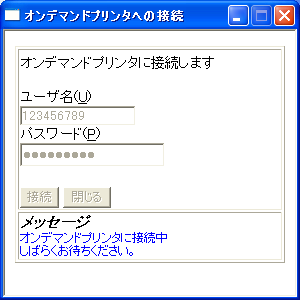 オンデマンドプリンタへの接続
オンデマンドプリンタに接続します
ユーザ名(U)
123456789
パスワード(P)
●●●●●●●●●
接続 閉じる
メッセージ
オンデマンドプリンタに接続中
しばらくお待ちください。